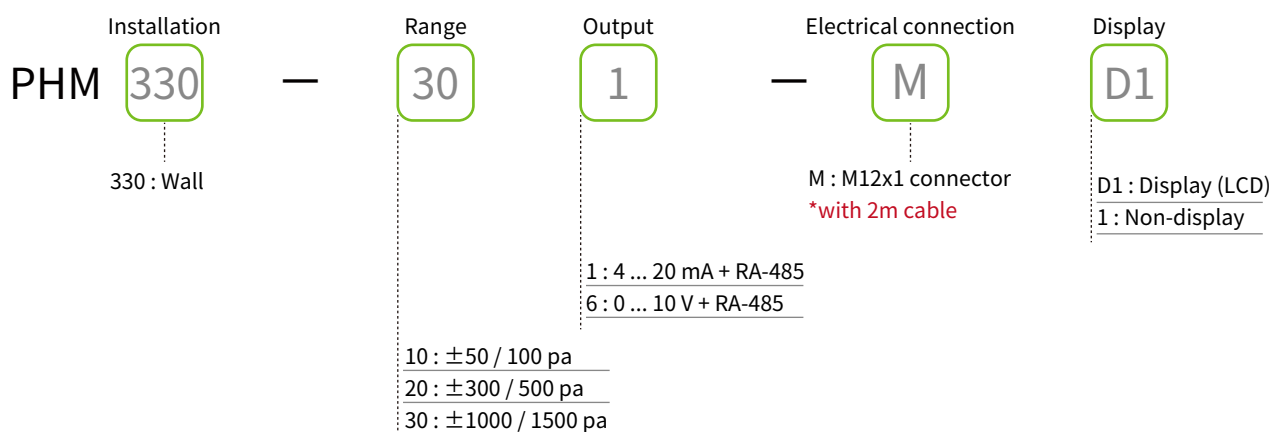 Installation Range Output Electrical connection Display
PHM 330 — 30 1 — M D1
330 : Wall
M : M12x1 connector
*with 2m cable
D1 : Display (LCD)
1 : Non-display
1 : 4 ... 20 mA + RA-485
6 : 0 ... 10 V + RA-485
10 : ±50 / 100 pa
20 : ±300 / 500 pa
30 : ±1000 / 1500 pa